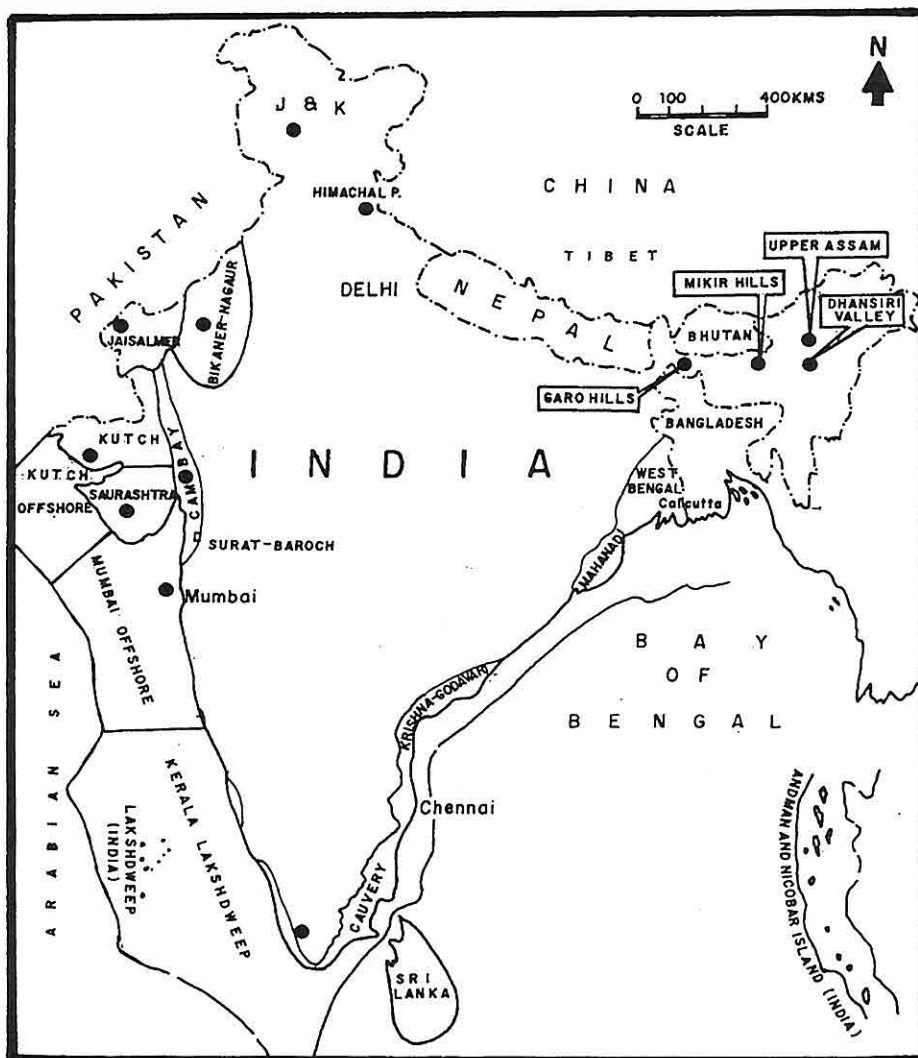 N
J & K
0 100 400KMS
SCALE
HIMACHAL P.
CHINA
PAKISTAN
TIBET
UPPER ASSAM
DELHI
NEPAL
MIKIR HILLS
DHANSIRI
VALLEY
BIKANER-NAGAUR
BHUTAN
JAISALMER
GARO HILLS
BANGLADESH
KUTCH
CAMBAY
INDIA
KUTCH
OFFSHORE
SAURASHTRA
WEST
BENGAL
Calicutta
SURAT-BAROCH
MAHANAD
Mumbai
MUMBAI OFFSHORE
BAY
OF
BENGAL
KRISHNA-GODAVARI
ARABIAN SEA
KERALA LAKSHDWEEP
LAKSHDWEEP
(INDIA)
Chennai
CAUVERY
SRI
LANKA
ANDMAN AND NICOBAR ISLAND (INDIA)